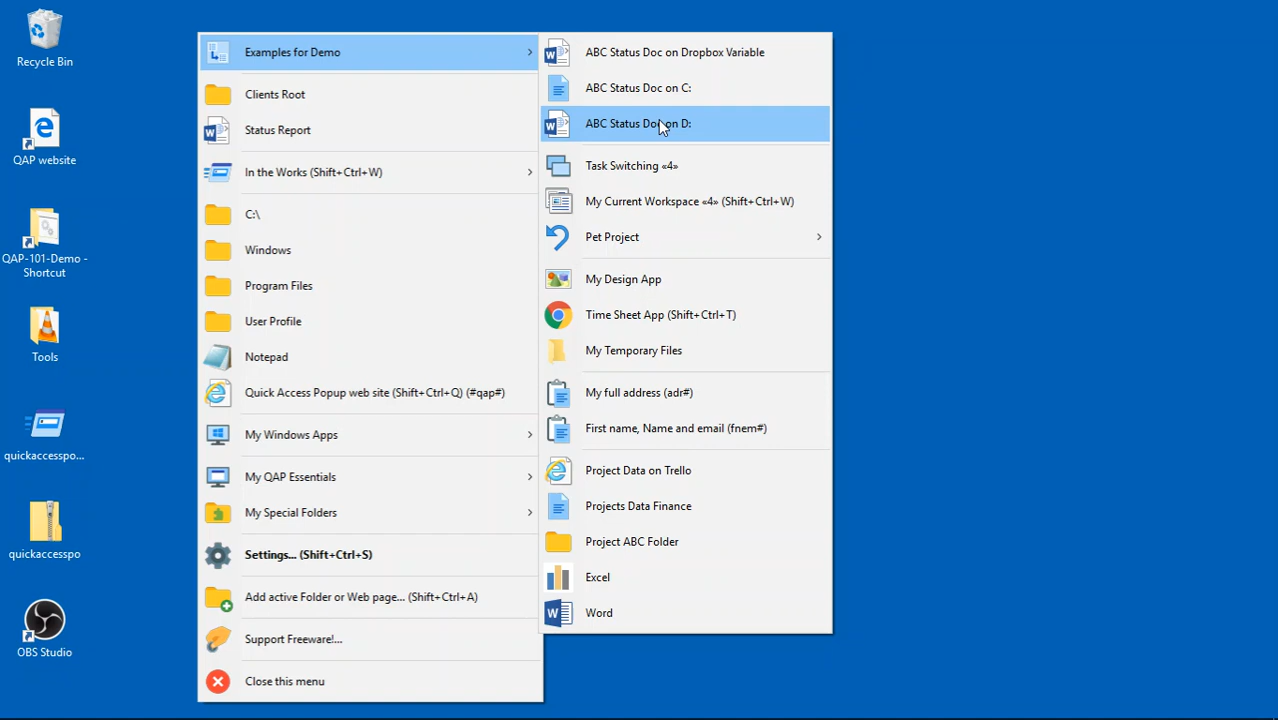 Recycle Bin
QAP website
QAP-101-Demo -
Shortcut
Tools
quickaccesspo...
quickaccesspo
OBS Studio
Examples for Demo
Clients Root
Status Report
In the Works (Shift+Ctrl+W)
C:\
Windows
Program Files
User Profile
Notepad
Quick Access Popup web site (Shift+Ctrl+Q) (#qap#)
My Windows Apps
My QAP Essentials
My Special Folders
Settings... (Shift+Ctrl+S)
Add active Folder or Web page... (Shift+Ctrl+A)
Support Freeware!...
Close this menu
ABC Status Doc on Dropbox Variable
ABC Status Doc on C:
ABC Status Doc on D:
Task Switching «4»
My Current Workspace «4» (Shift+Ctrl+W)
Pet Project
My Design App
Time Sheet App (Shift+Ctrl+T)
My Temporary Files
My full address (adr#)
First name, Name and email (fnem#)
Project Data on Trello
Projects Data Finance
Project ABC Folder
Excel
Word